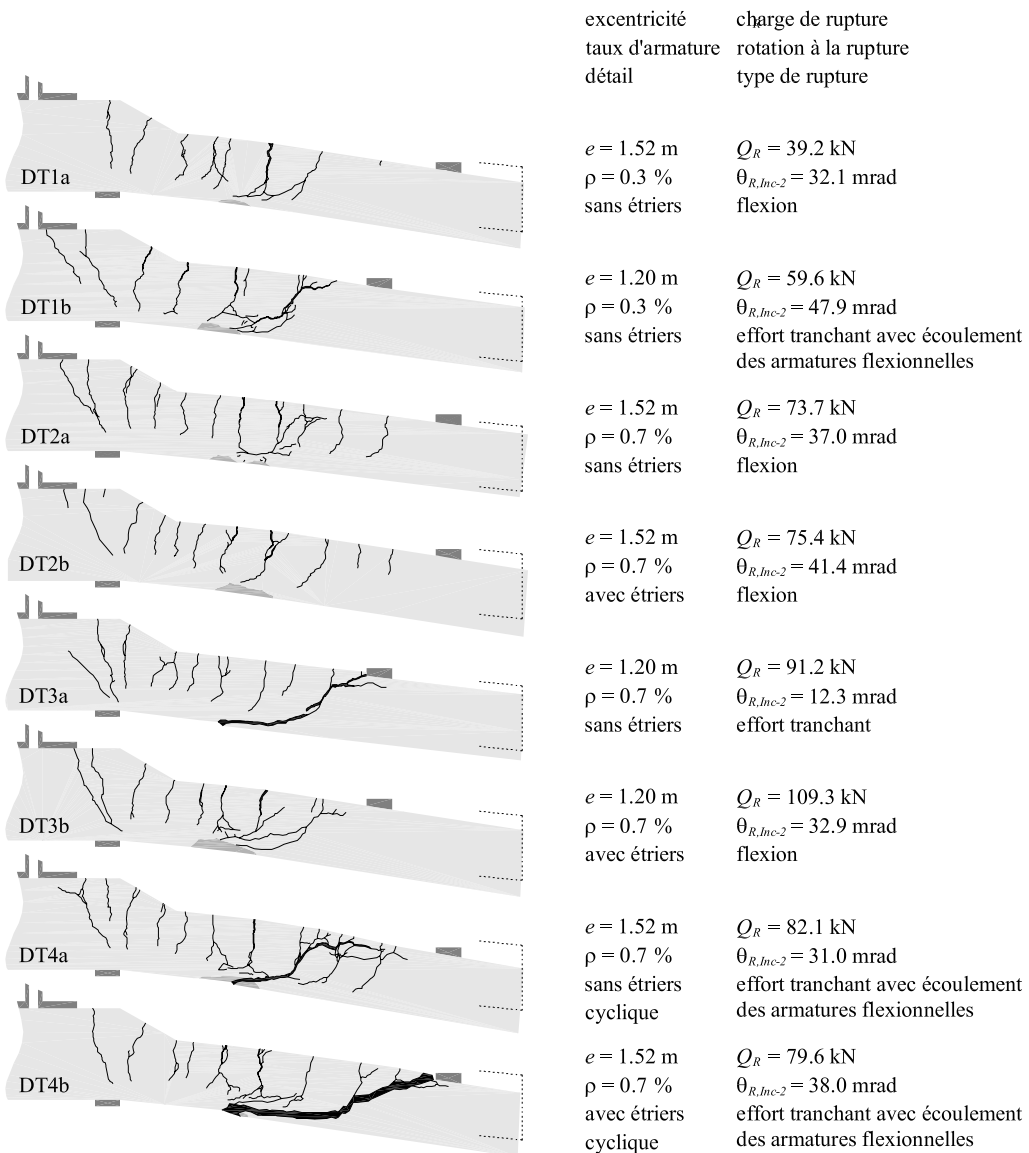 excentricité charge de rupture
taux d'armature rotation à la rupture
détail type de rupture
DT1a
e = 1.52 m Q_R = 39.2 kN
ρ = 0.3 % θ_R,Inc-2 = 32.1 mrad
sans étriers flexion
DT1b
e = 1.20 m Q_R = 59.6 kN
ρ = 0.3 % θ_R,Inc-2 = 47.9 mrad
sans étriers effort tranchant avec écoulement
des armatures flexionnelles
DT2a
e = 1.52 m Q_R = 73.7 kN
ρ = 0.7 % θ_R,Inc-2 = 37.0 mrad
sans étriers flexion
DT2b
e = 1.52 m Q_R = 75.4 kN
ρ = 0.7 % θ_R,Inc-2 = 41.4 mrad
avec étriers flexion
DT3a
e = 1.20 m Q_R = 91.2 kN
ρ = 0.7 % θ_R,Inc-2 = 12.3 mrad
sans étriers effort tranchant
DT3b
e = 1.20 m Q_R = 109.3 kN
ρ = 0.7 % θ_R,Inc-2 = 32.9 mrad
avec étriers flexion
DT4a
e = 1.52 m Q_R = 82.1 kN
ρ = 0.7 % θ_R,Inc-2 = 31.0 mrad
sans étriers effort tranchant avec écoulement
cyclique des armatures flexionnelles
DT4b
e = 1.52 m Q_R = 79.6 kN
ρ = 0.7 % θ_R,Inc-2 = 38.0 mrad
avec étriers effort tranchant avec écoulement
cyclique des armatures flexionnelles